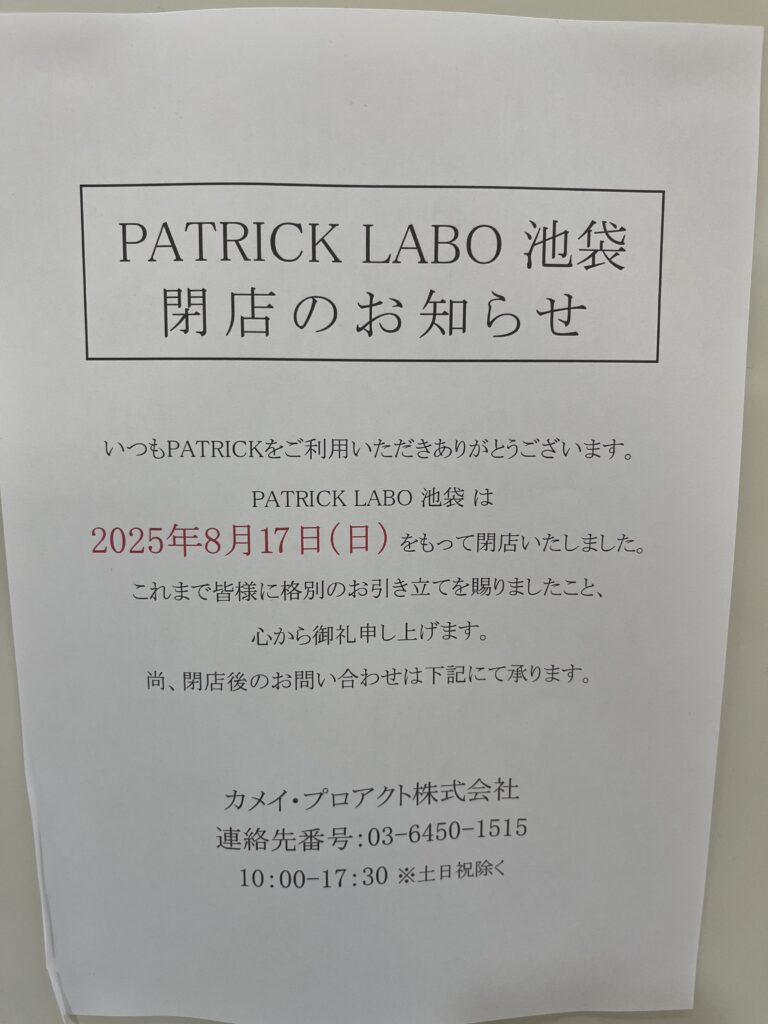 PATRICK LABO 池袋
閉店のお知らせ
いつもPATRICKをご利用いただきありがとうございます。
PATRICK LABO 池袋 は
2025年8月17日(日) をもって閉店いたしました。
これまで皆様に格別のお引き立てを賜りましたこと、
心から御礼申し上げます。
尚、閉店後のお問い合わせは下記にて承ります。
カメイ・プロアクト株式会社
連絡先番号:03-6450-1515
10:00-17:30 ※土日祝除く